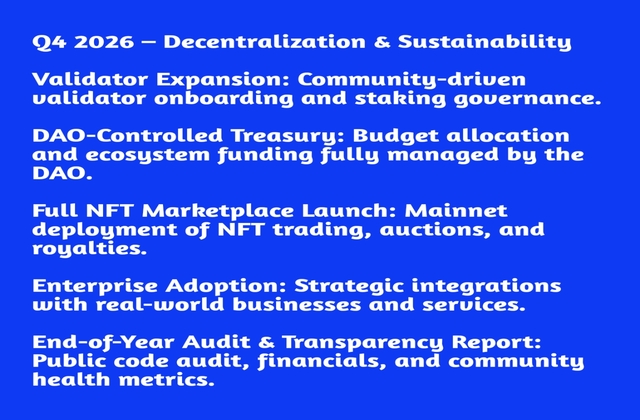 Q4 2026 – Decentralization & Sustainability
Validator Expansion: Community-driven
validator onboarding and staking governance.
DAO-Controlled Treasury: Budget allocation
and ecosystem funding fully managed by the
DAO.
Full NFT Marketplace Launch: Mainnet
deployment of NFT trading, auctions, and
royalties.
Enterprise Adoption: Strategic integrations
with real-world businesses and services.
End-of-Year Audit & Transparency Report:
Public code audit, financials, and community
health metrics.